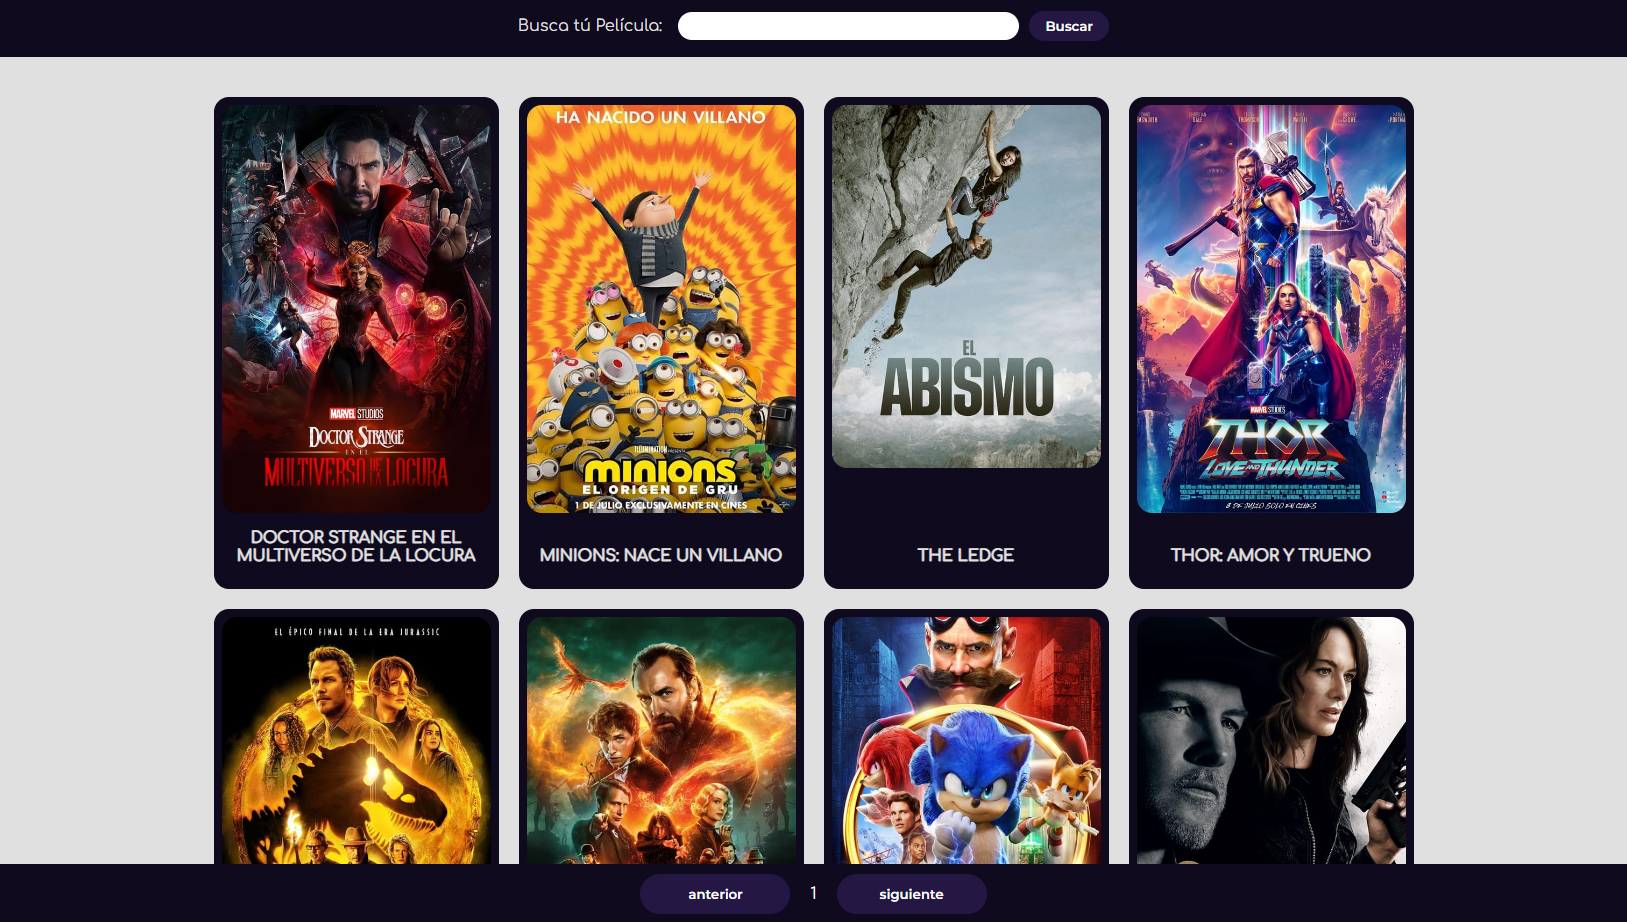 Busca tú Película:
Buscar
MARVEL STUDIOS
DOCTOR STRANGE
EN EL
MULTIVERSO DE LA LOCURA
DOCTOR STRANGE EN EL
MULTIVERSO DE LA LOCURA
HA NACIDO UN VILLANO
ILLUMINATION
minions
EL ORIGEN DE GRU
1 DE JULIO EXCLUSIVAMENTE EN CINES
MINIONS: NACE UN VILLANO
EL
ABISMO
THE LEDGE
MARVEL STUDIOS
THOR
LOVE AND THUNDER
8 DE JULIO SOLO EN CINES
THOR: AMOR Y TRUENO
EL ÉPICO FINAL DE LA ERA JURASSIC
anterior
1
siguiente